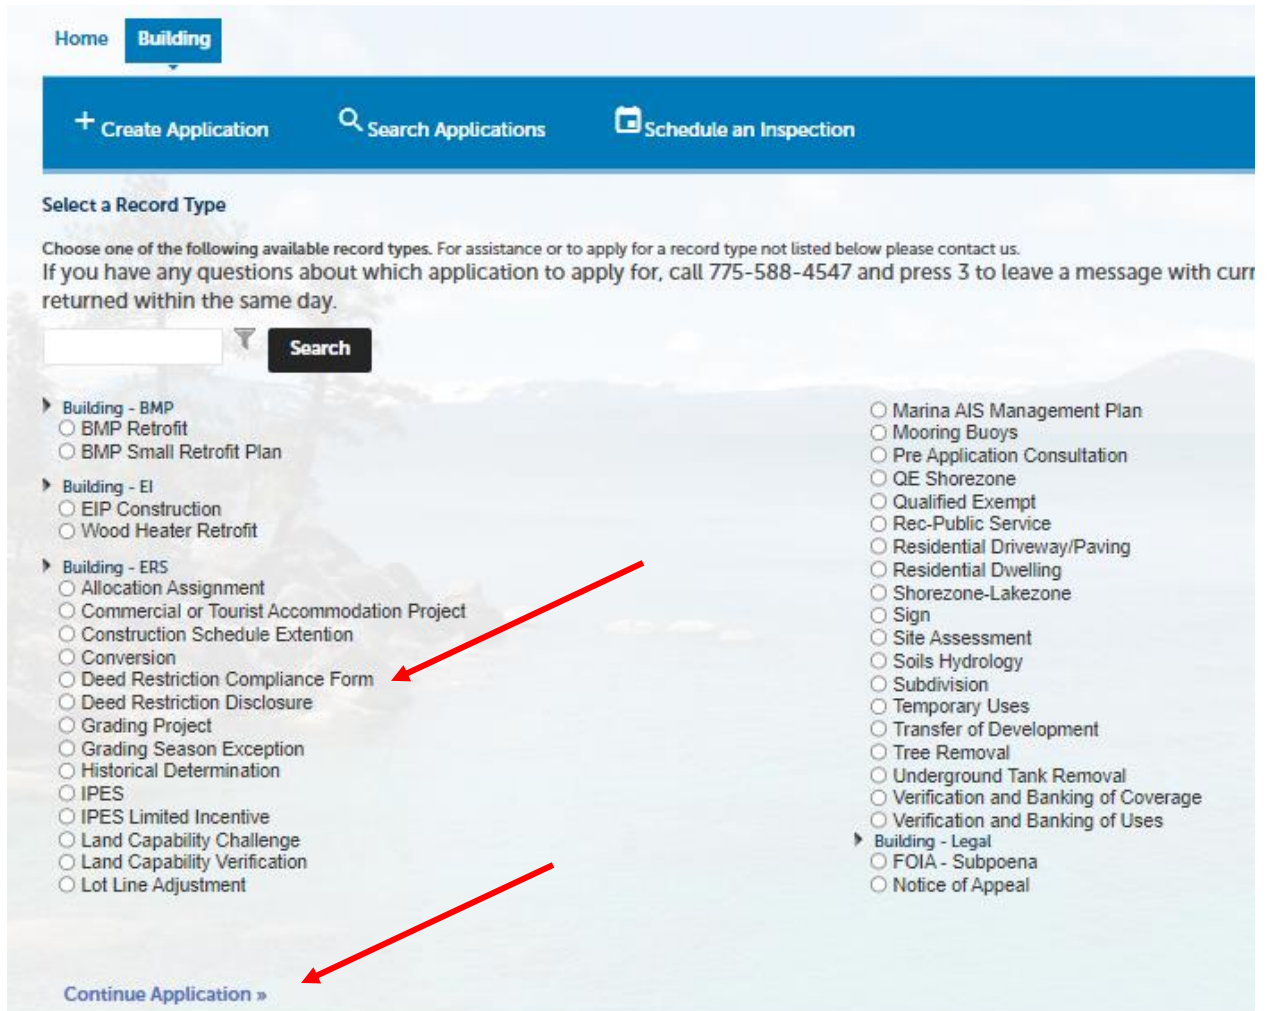 Home
Building
+ Create Application
Search Applications
Schedule an Inspection
Select a Record Type
Choose one of the following available record types. For assistance or to apply for a record type not listed below please contact us.
If you have any questions about which application to apply for, call 775-588-4547 and press 3 to leave a message with
returned within the same day.
Search
Building - BMP
BMP Retrofit
BMP Small Retrofit Plan
Building - EI
EIP Construction
Wood Heater Retrofit
Building - ERS
Allocation Assignment
Commercial or Tourist Accommodation Project
Construction Schedule Extention
Conversion
Deed Restriction Compliance Form
Deed Restriction Disclosure
Grading Project
Grading Season Exception
Historical Determination
IPES
IPES Limited Incentive
Land Capability Challenge
Land Capability Verification
Lot Line Adjustment
Marina AIS Management Plan
Mooring Buoys
Pre Application Consultation
QE Shorezone
Qualified Exempt
Rec-Public Service
Residential Driveway/Paving
Residential Dwelling
Shorezone-Lakezone
Sign
Site Assessment
Soils Hydrology
Subdivision
Temporary Uses
Transfer of Development
Tree Removal
Underground Tank Removal
Verification and Banking of Coverage
Verification and Banking of Uses
Building - Legal
FOIA - Subpoena
Notice of Appeal
Continue Application »